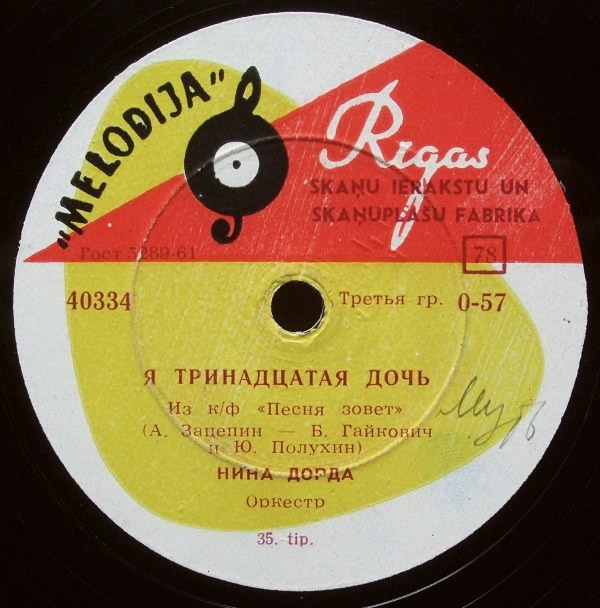 „MELODIJA”
Rigas
SKAŅU IERAKSTU UN
SKAŅUPLAŠU FABRIKA
Гост 5289-61
78
40334
Третья гр. 0-57
Я ТРИНАДЦАТАЯ ДОЧЬ
Из к/ф «Песня зовет»
(А. Зацепин — Б. Гайкович
и Ю. Полухин)
НИНА ДОРДА
Оркестр
35. tip.